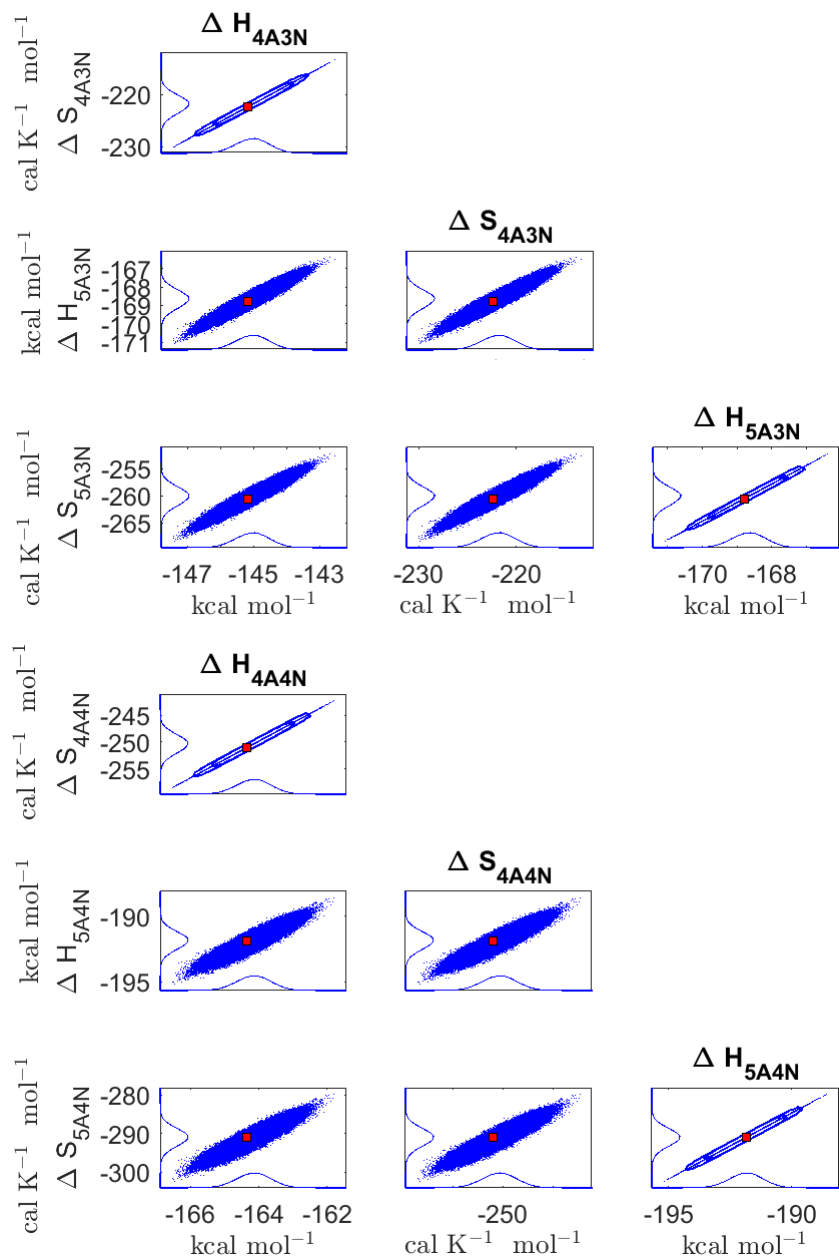 Δ H4A3N
cal K−1 mol−1
Δ S4A3N
-220
-230
Δ S4A3N
kcal mol−1
Δ H5A3N
-167
-168
-169
-170
-171
Δ H5A3N
cal K−1 mol−1
Δ S5A3N
-255
-260
-265
-147 -145 -143
kcal mol−1
-230 -220
cal K−1 mol−1
-170 -168
kcal mol−1
Δ H4A4N
cal K−1 mol−1
Δ S4A4N
-245
-250
-255
Δ S4A4N
kcal mol−1
Δ H5A4N
-190
-195
Δ H5A4N
cal K−1 mol−1
Δ S5A4N
-280
-290
-300
-166 -164 -162
kcal mol−1
-250
cal K−1 mol−1
-195 -190
kcal mol−1